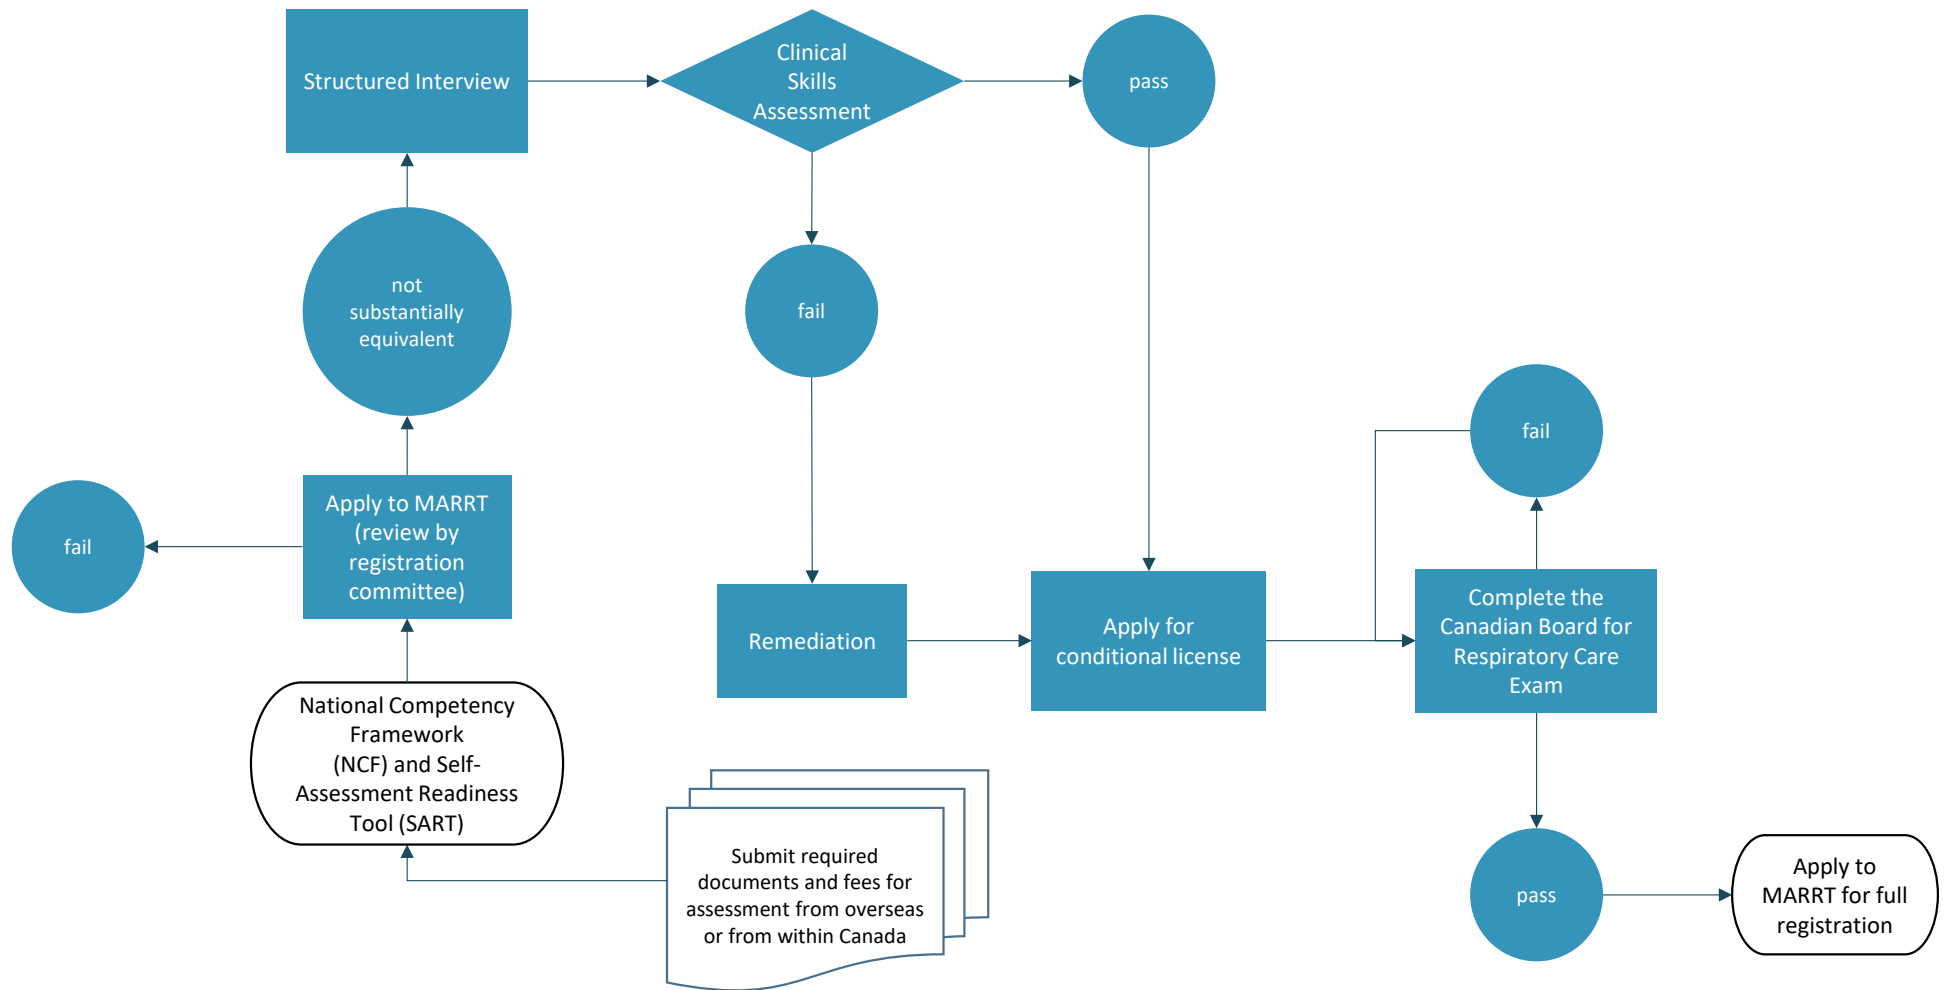 Structured Interview
Clinical
Skills
Assessment
pass
not
substantially
equivalent
fail
fail
Apply to MARRT
(review by
registration
committee)
fail
Remediation
Apply for
conditional license
Complete the
Canadian Board for
Respiratory Care
Exam
National Competency
Framework
(NCF) and Self-
Assessment Readiness
Tool (SART)
Submit required
documents and fees for
assessment from overseas
or from within Canada
pass
Apply to
MARRT for full
registration